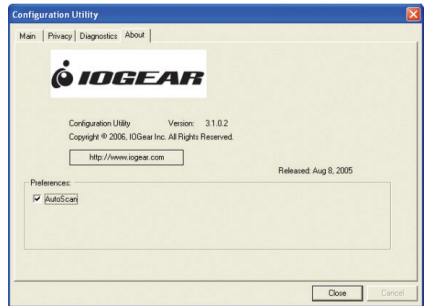 Configuration Utility
Main Privacy Diagnostics About
IOGEAR
Configuration Utility Version: 3.1.0.2
Copyright © 2006, IOGear Inc. All Rights Reserved.
http://www.iogear.com
Released: Aug 8, 2005
Preferences:
AutoScan
Close Cancel